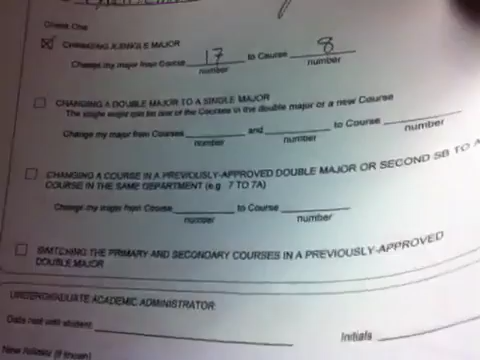 Check One
CHANGING A SINGLE MAJOR
Change my major from Course 17 to Course 8
number number
CHANGING A DOUBLE MAJOR TO A SINGLE MAJOR
The single major can be one of the Courses in the double major or a new Course
Change my major from Courses and to Course
number number number
CHANGING A COURSE IN A PREVIOUSLY-APPROVED DOUBLE MAJOR OR SECOND SB TO A
COURSE IN THE SAME DEPARTMENT (e.g. 7 TO 7A)
Change my major from Course to Course
number number
SWITCHING THE PRIMARY AND SECONDARY COURSES IN A PREVIOUSLY-APPROVED
DOUBLE MAJOR
UNDERGRADUATE ACADEMIC ADMINISTRATOR:
Date met with student: Initials
New Advisor (if known)